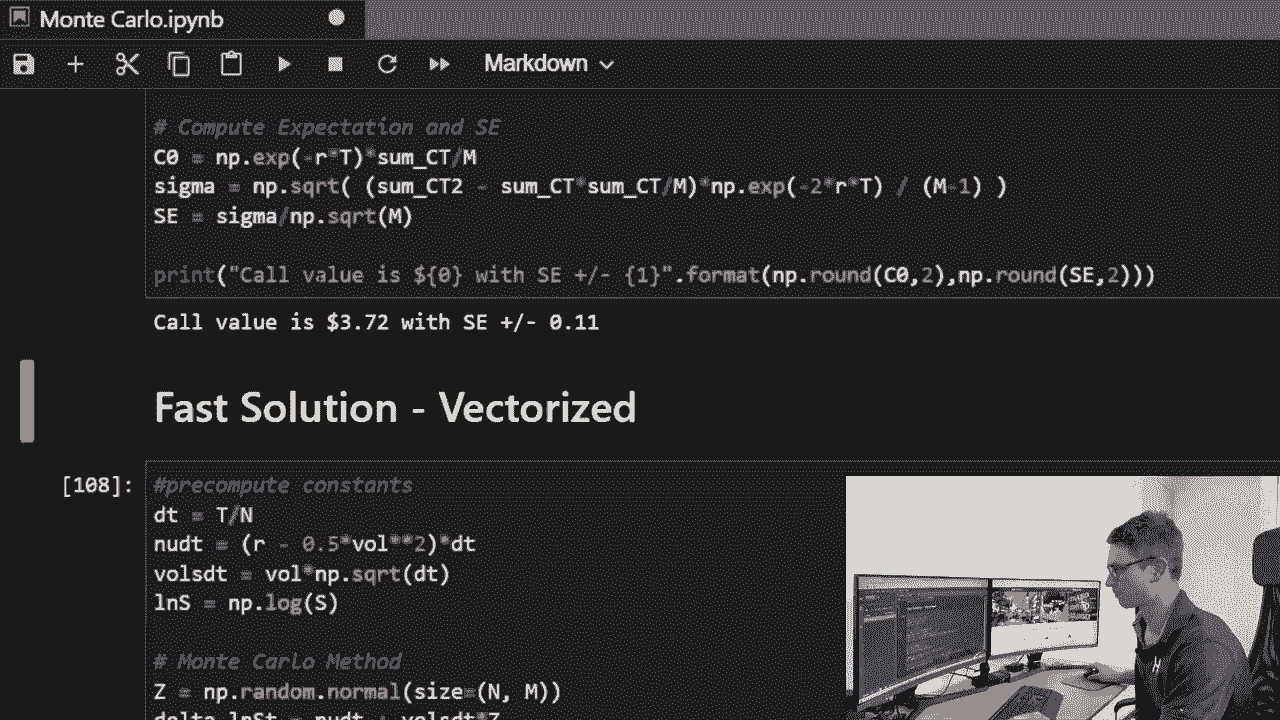 Monte Carlo.ipynb
Markdown
# Compute Expectation and SE
C0 = np.exp(-r*T)*sum_CT/M
sigma = np.sqrt( (sum_CT2 - sum_CT*sum_CT/M)*np.exp(-2*r*T) / (M-1) )
SE = sigma/np.sqrt(M)
print("Call value is ${0} with SE +/- {1}".format(np.round(C0,2),np.round(SE,2)))
Call value is $3.72 with SE +/- 0.11
Fast Solution - Vectorized
[108]:
#precompute constants
dt = T/N
nudt = (r - 0.5*vol**2)*dt
volsdt = vol*np.sqrt(dt)
lnS = np.log(S)
# Monte Carlo Method
Z = np.random.normal(size=(N, M))
delta_lnSt = nudt + volsdt*Z